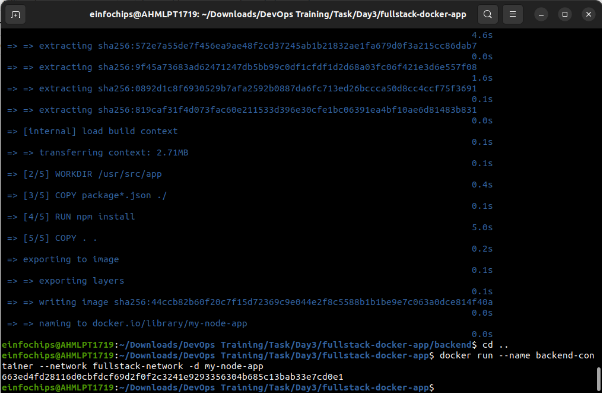 einfochips@AHMLPT1719: ~/Downloads/DevOps Training/Task/Day3/fullstack-docker-app
4.6s
=> => extracting sha256:572e7a55de7f456ea9ae48f2cd37245ab1b21832ae1fa679d0f3a215cc86dab7
0.0s
=> => extracting sha256:9f45a73683ad62471247db5bb99c0df1cfdf1d2d68a03fc06f421e3d6e557f08
1.6s
=> => extracting sha256:0892d1c8f6930529b7afa2592b0887da6fc713ed26bccca50d8cc4ccf75f3691
0.1s
=> => extracting sha256:819caf31f4d073fac60e211533d396e30cfe1bc06391ea4bf10ae6d81483b831
0.0s
=> [internal] load build context
0.1s
=> => transferring context: 2.71MB
0.1s
=> [2/5] WORKDIR /usr/src/app
0.4s
=> [3/5] COPY package*.json ./
0.1s
=> [4/5] RUN npm install
5.0s
=> [5/5] COPY . .
0.2s
=> exporting to image
0.1s
=> => exporting layers
0.1s
=> => writing image sha256:44ccb82b60f20c7f15d72369c9e044e2f8c5588b1b1be9e7c063a0dce814f40a
0.0s
=> => naming to docker.io/library/my-node-app
0.0s
einfochips@AHMLPT1719:~/Downloads/DevOps Training/Task/Day3/fullstack-docker-app/backend$ cd ..
einfochips@AHMLPT1719:~/Downloads/DevOps Training/Task/Day3/fullstack-docker-app$ docker run --name backend-con
tainer --network fullstack-network -d my-node-app
663ed4fd28116d0cbfdcf69d2f0f2c3241e9293356304b685c13bab33e7cd0e1
einfochips@AHMLPT1719:~/Downloads/DevOps Training/Task/Day3/fullstack-docker-app$